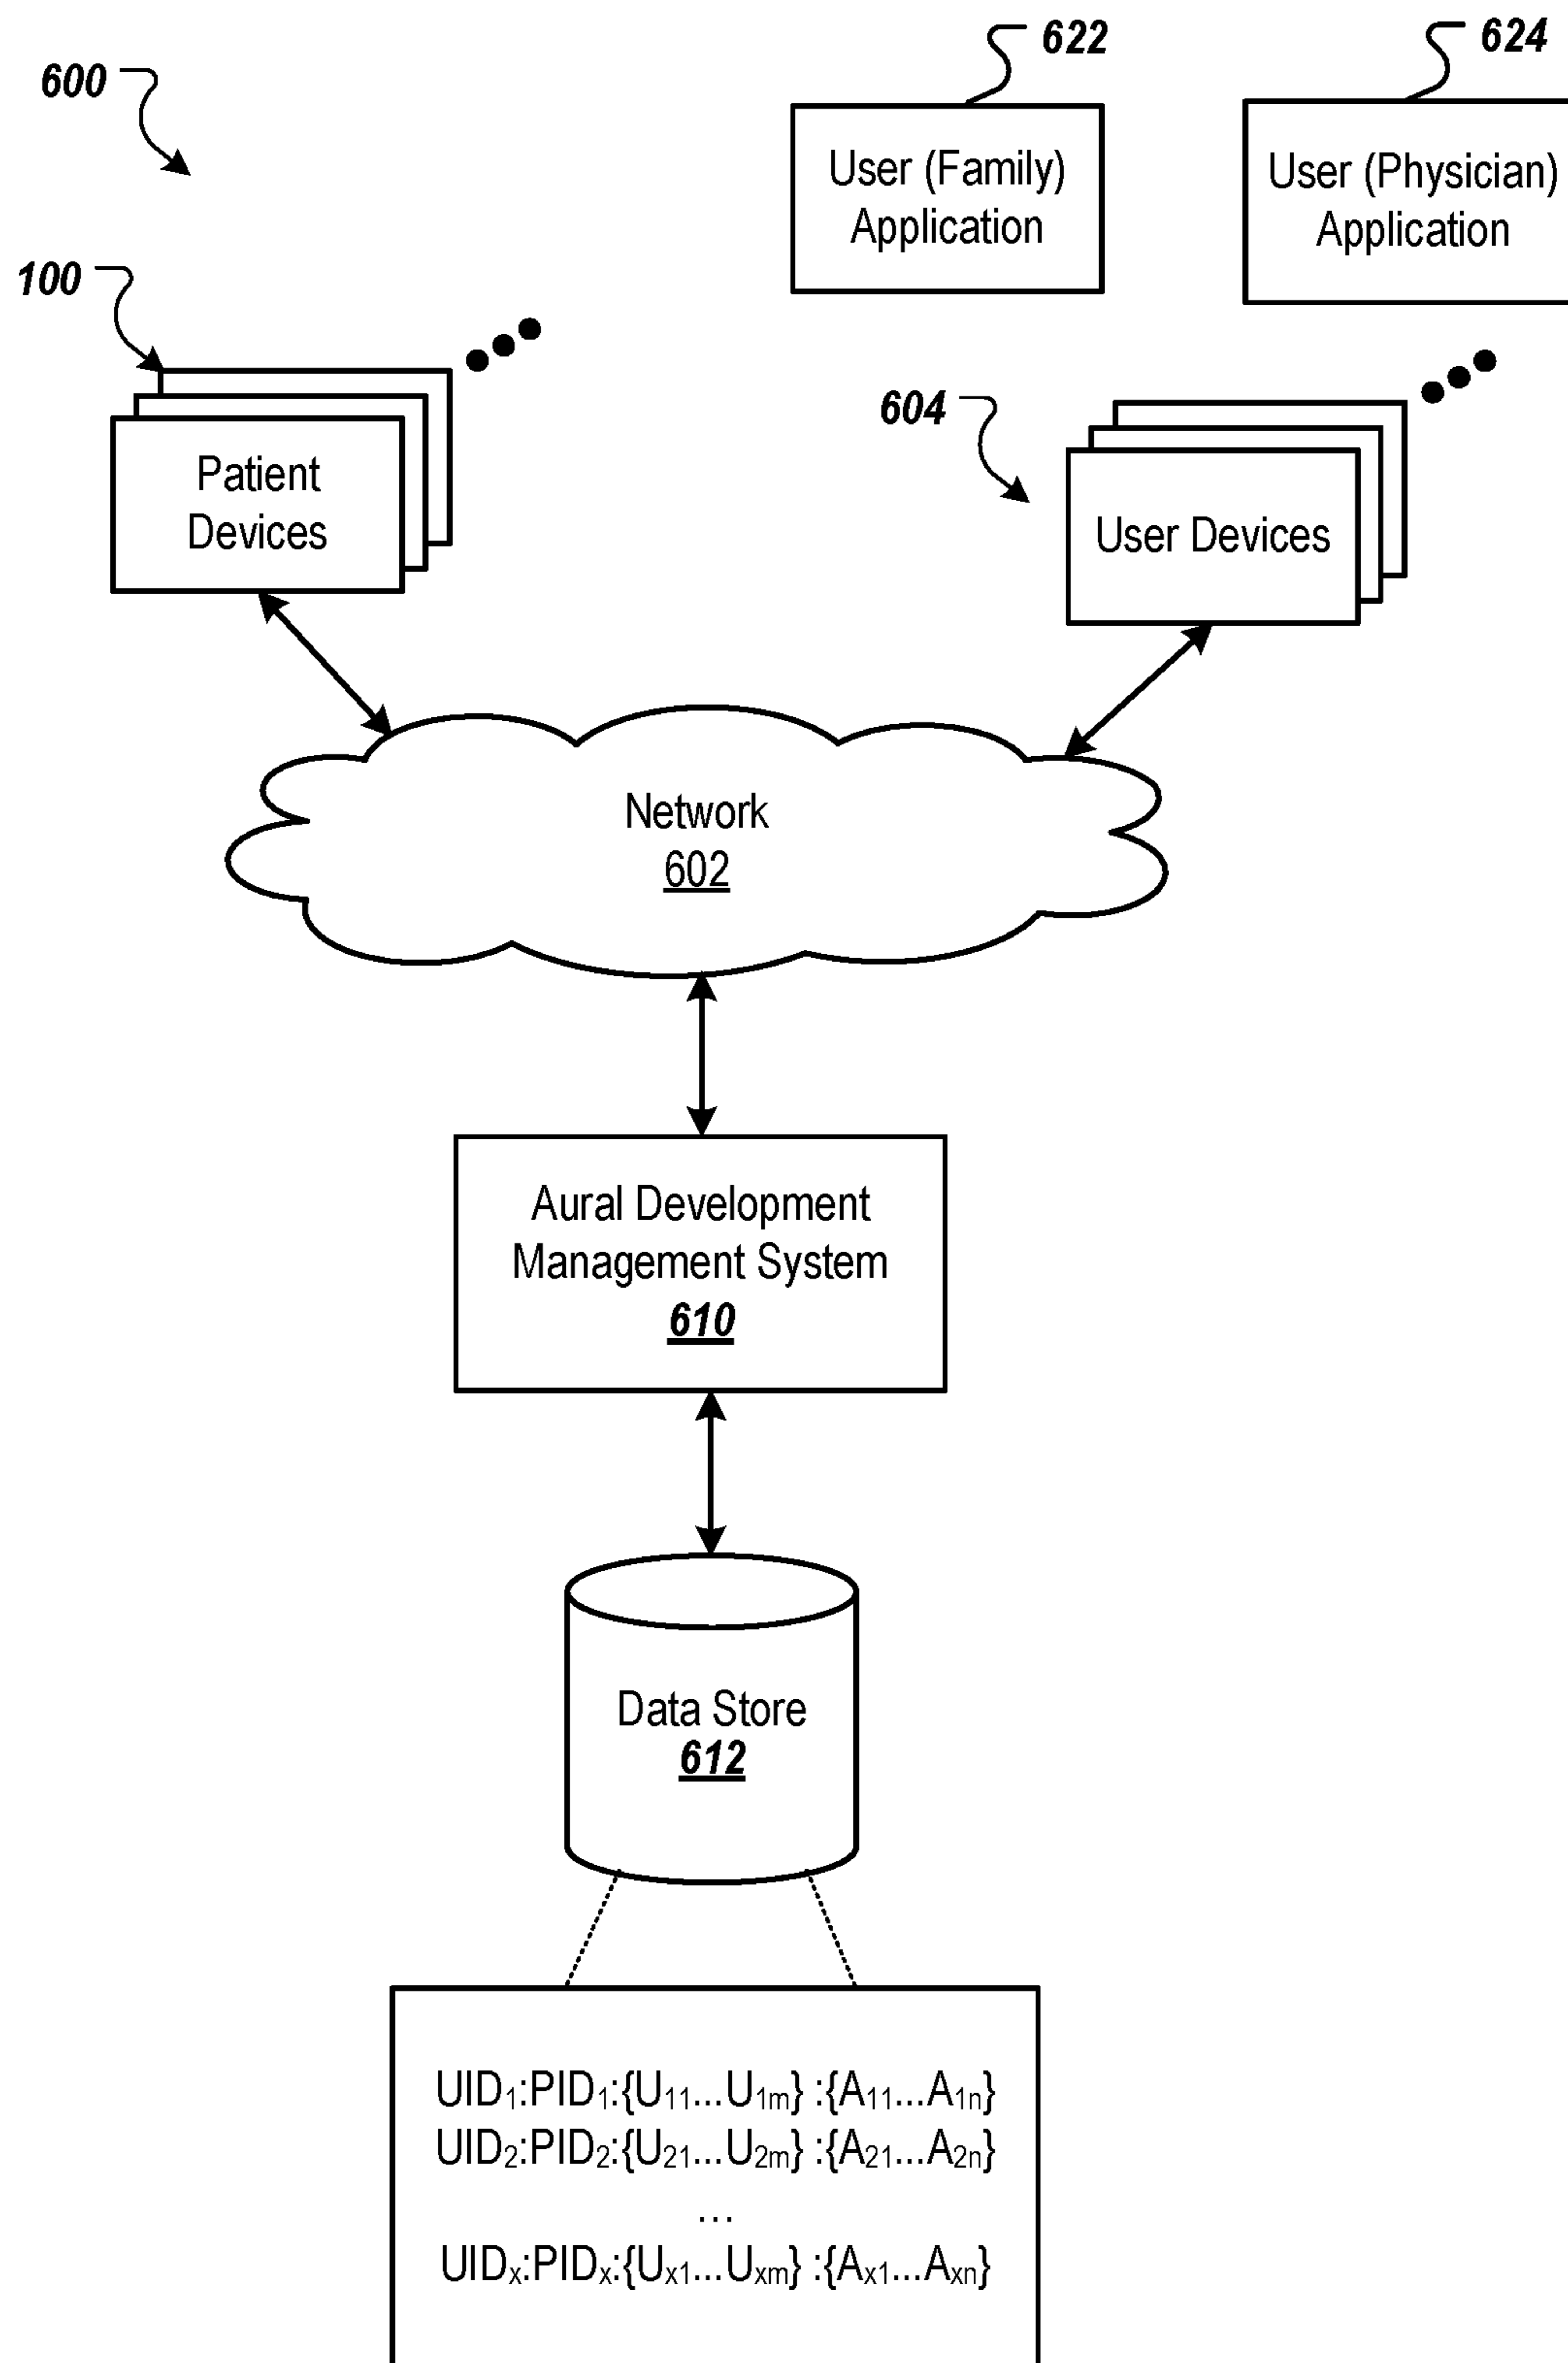 622
624
600
User (Family)
Application
User (Physician)
Application
100
604
Patient
Devices
User Devices
Network
602
Aural Development
Management System
610
Data Store
612
UID₁:PID₁:{U₁₁...U₁ₘ} :{A₁₁...A₁ₙ}
UID₂:PID₂:{U₂₁...U₂ₘ} :{A₂₁...A₂ₙ}
...
UIDₓ:PIDₓ:{Uₓ₁...Uₓₘ} :{Aₓ₁...Aₓₙ}